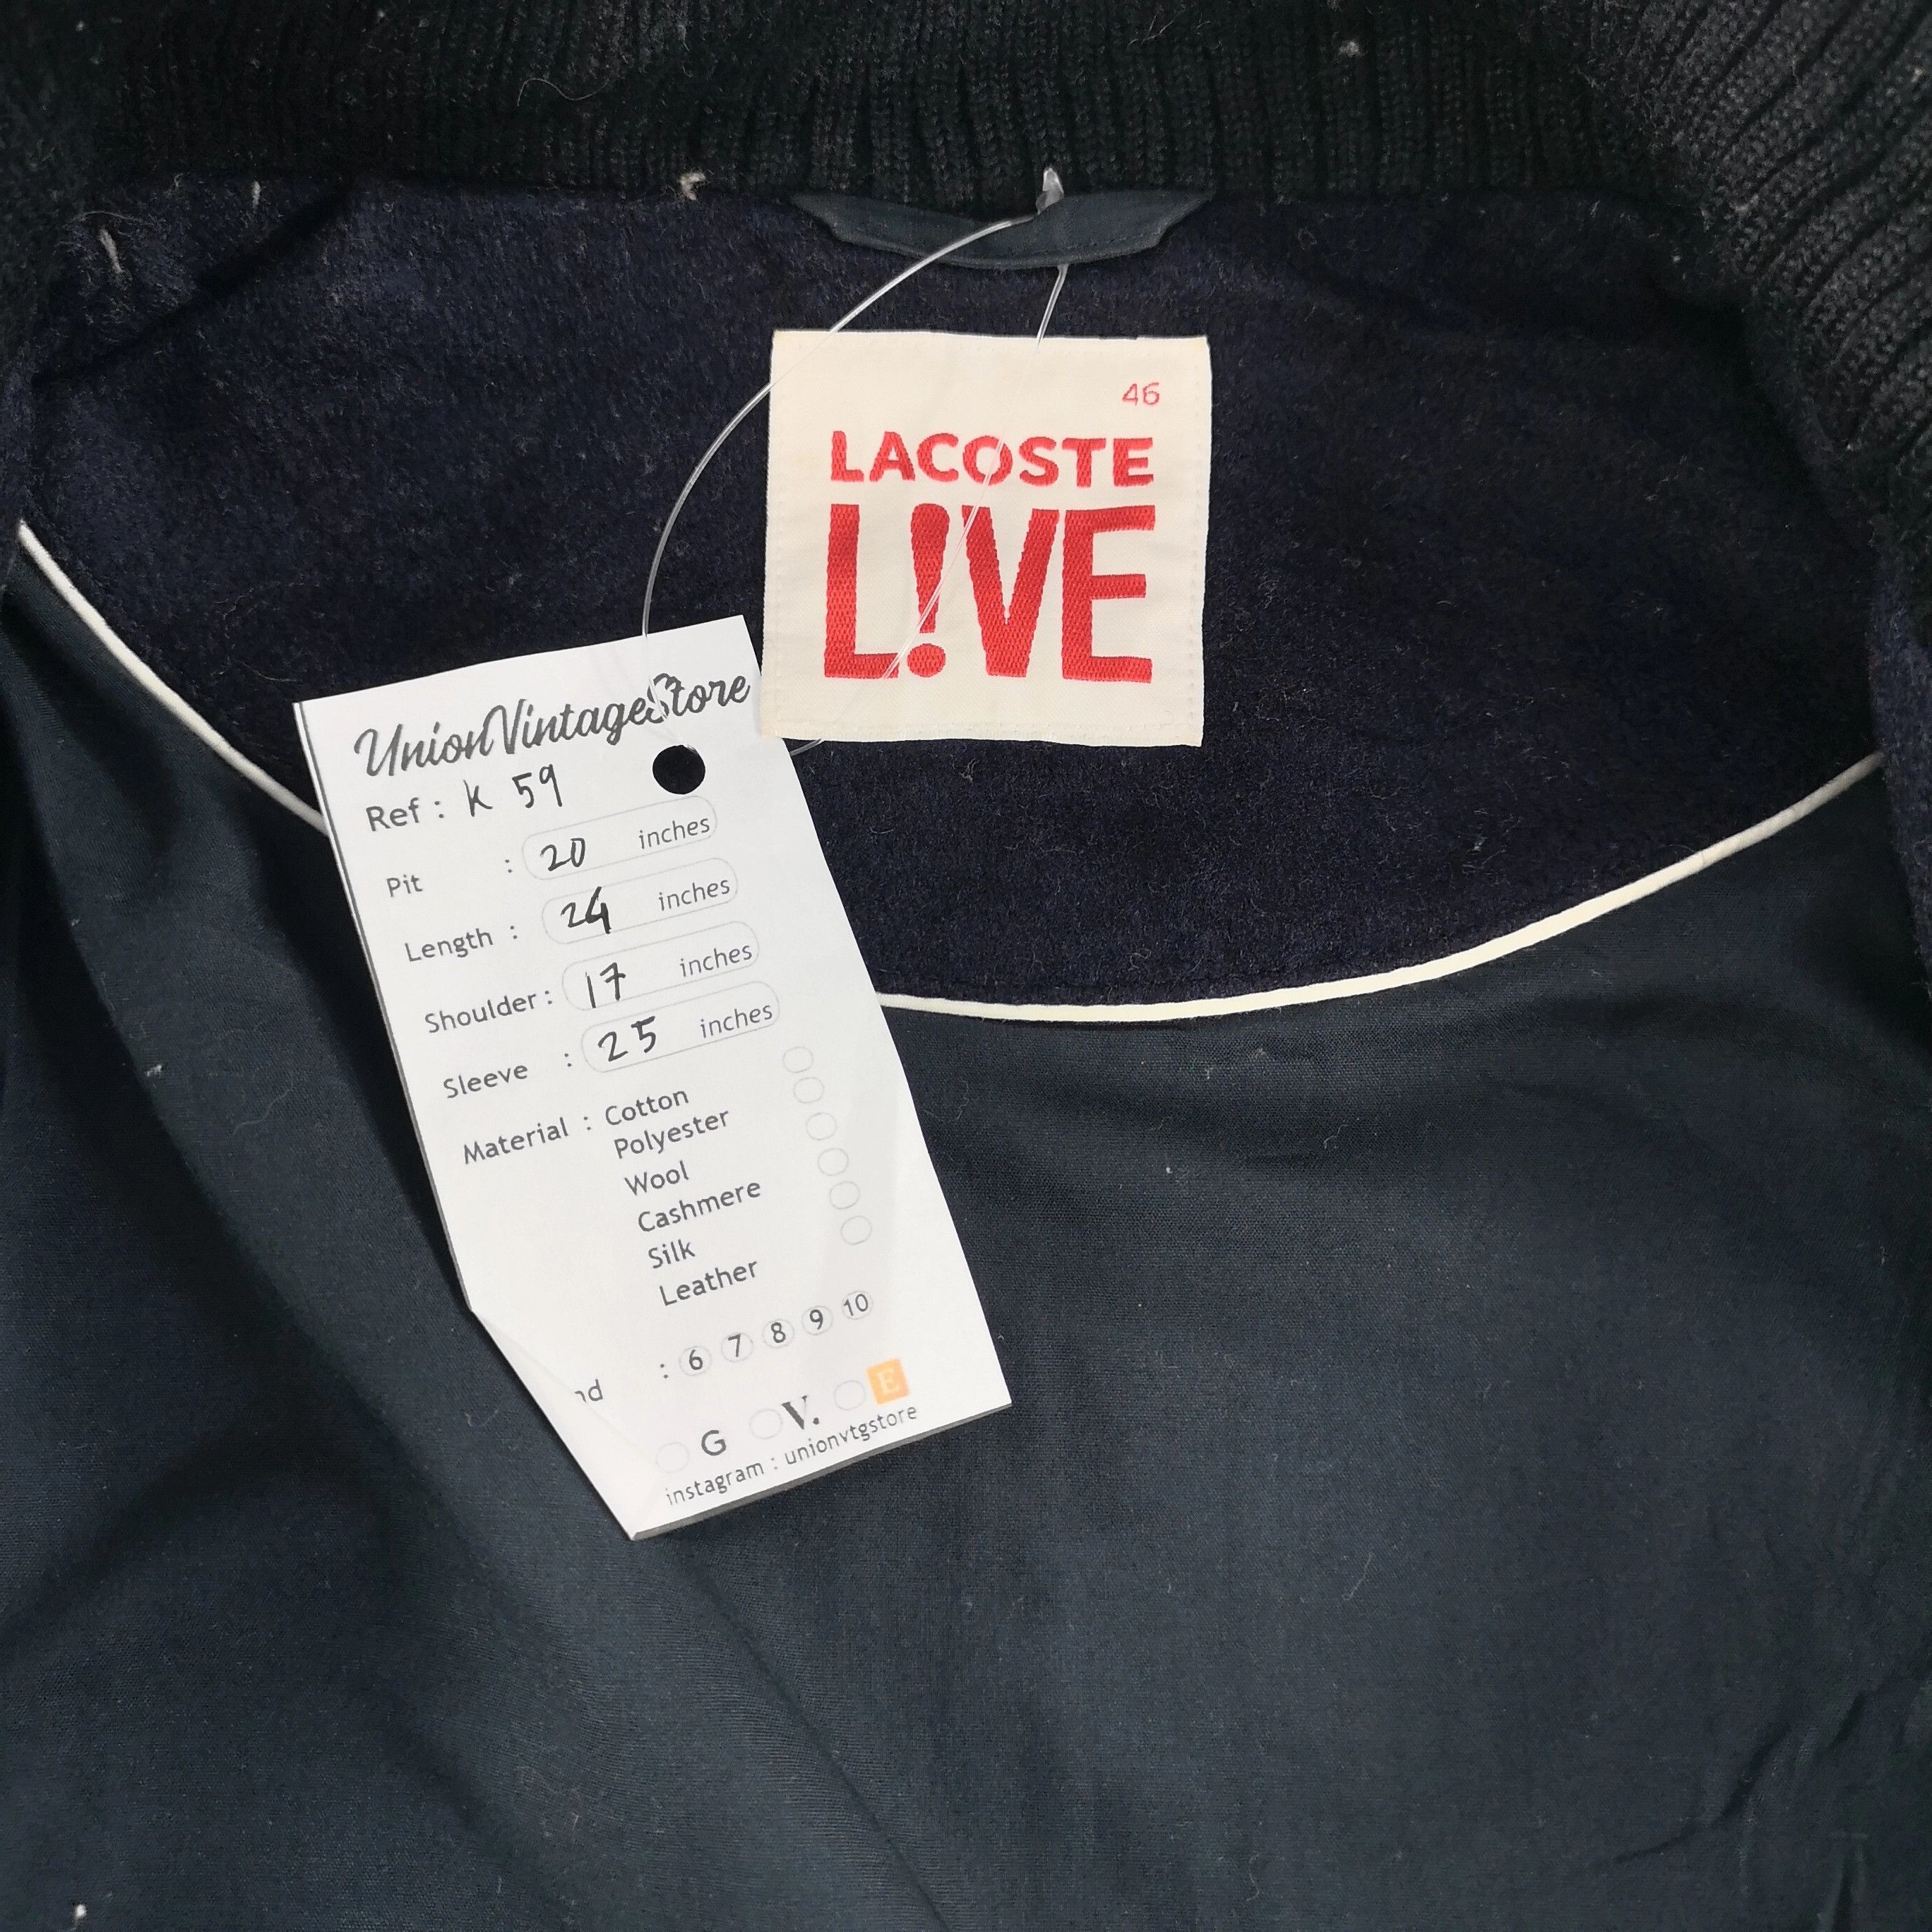 46
LACOSTE
L!VE
UnionVintageStore
Ref : K 59
Pit : 20 inches
Length : 24 inches
Shoulder : 17 inches
Sleeve : 25 inches
Material : Cotton
Polyester
Wool
Cashmere
Silk
Leather
: 6 7 8 9 10
G V. E
instagram : unionvtgstore